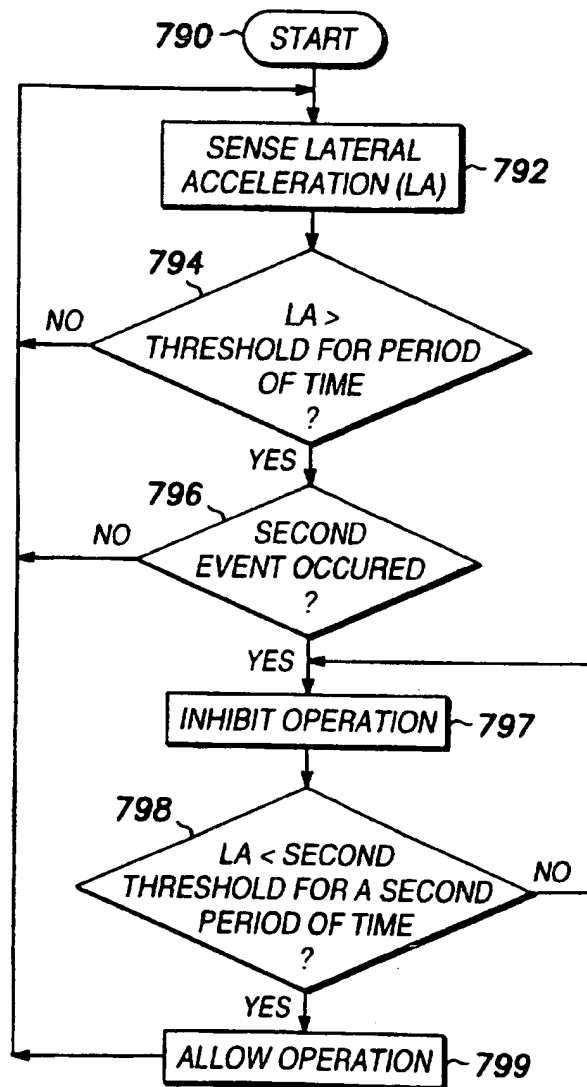 790
START
SENSE LATERAL
ACCELERATION (LA)
792
794
NO
LA >
THRESHOLD FOR PERIOD
OF TIME
?
YES
796
NO
SECOND
EVENT OCCURED
?
YES
INHIBIT OPERATION
797
798
LA < SECOND
THRESHOLD FOR A SECOND
PERIOD OF TIME
?
NO
YES
ALLOW OPERATION
799